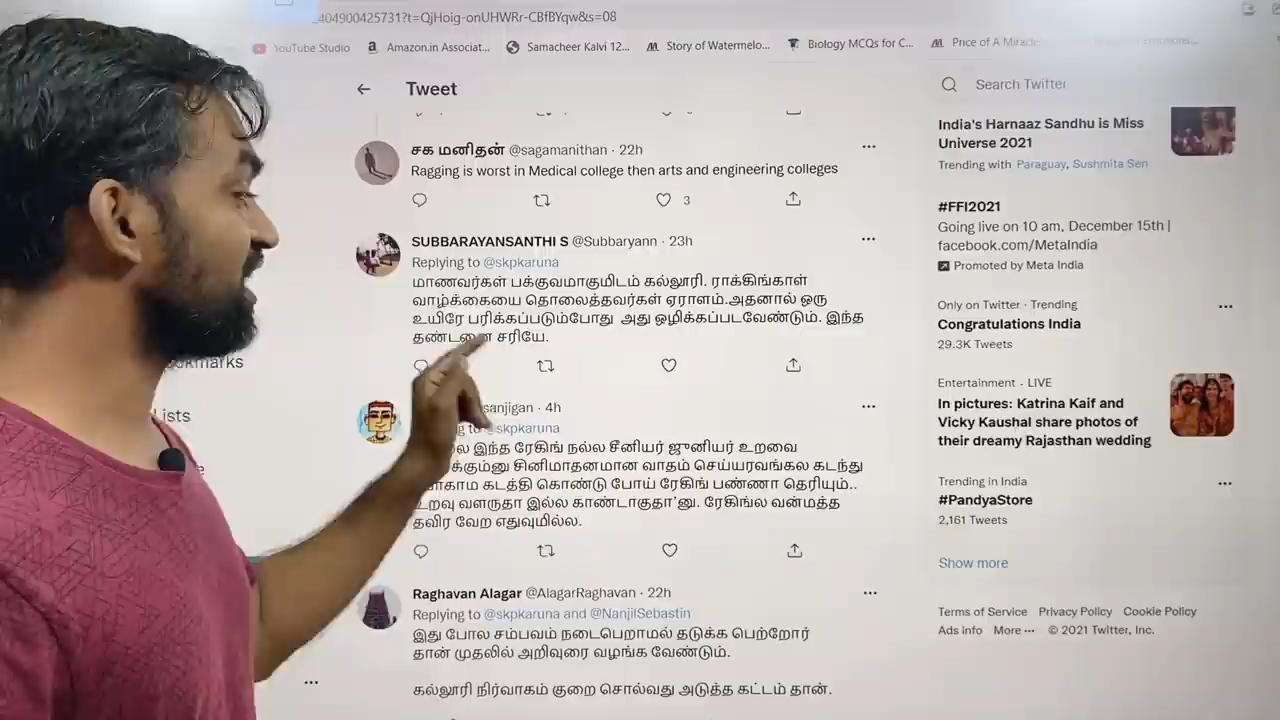 404900425731?t=QjHoig-onUHWRr-CBfBYqw&s=08
YouTube Studio
Amazon.in Associat...
Samacheer Kalvi 12...
Story of Watermelo...
Biology MCQs for C...
Price of A Miracle
Tweet
சக மனிதன் @sagamanithan · 22h
Ragging is worst in Medical college then arts and engineering colleges
3
SUBBARAYANSANTHI S @Subbaryann · 23h
Replying to @skpkaruna
மாணவர்கள் பக்குவமாகுமிடம் கல்லூரி. ராக்கிங்காள்
வாழ்க்கையை தொலைத்தவர்கள் ஏராளம்.அதனால் ஒரு
உயிரே பரிக்கப்படும்போது அது ஒழிக்கப்படவேண்டும். இந்த
தண்டனை சரியே.
sanjigan · 4h
@skpkaruna
இந்த ரேகிங் நல்ல சீனியர் ஜுனியர் உறவை
சினிமாதனமான வாதம் செய்யரவங்கல கடந்து
கடத்தி கொண்டு போய் ரேகிங் பண்ணா தெரியும்..
உறவு வளருதா இல்ல காண்டாகுதா'னு. ரேகிங்ல வன்மத்த
தவிர வேற எதுவுமில்ல.
Raghavan Alagar @AlagarRaghavan · 22h
Replying to @skpkaruna and @NanjilSebastin
இது போல சம்பவம் நடைபெறாமல் தடுக்க பெற்றோர்
தான் முதலில் அறிவுரை வழங்க வேண்டும்.
கல்லூரி நிர்வாகம் குறை சொல்வது அடுத்த கட்டம் தான்.
okmarks
ists
Search Twitter
India's Harnaaz Sandhu is Miss
Universe 2021
Trending with Paraguay, Sushmita Sen
#FFI2021
Going live on 10 am, December 15th |
facebook.com/MetaIndia
Promoted by Meta India
Only on Twitter · Trending
Congratulations India
29.3K Tweets
Entertainment · LIVE
In pictures: Katrina Kaif and
Vicky Kaushal share photos of
their dreamy Rajasthan wedding
Trending in India
#PandyaStore
2,161 Tweets
Show more
Terms of Service Privacy Policy Cookie Policy
Ads info More ··· © 2021 Twitter, Inc.